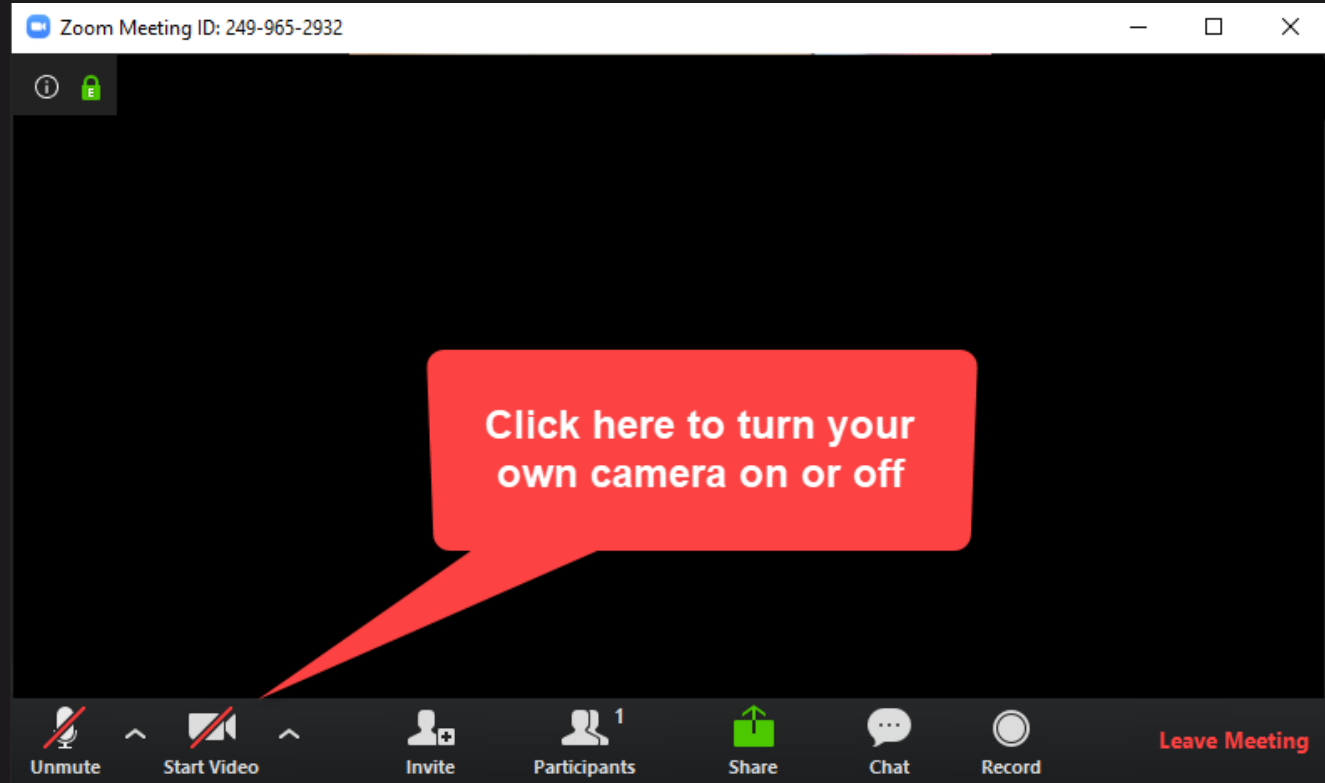 Zoom Meeting ID: 249-965-2932
E
Click here to turn your
own camera on or off
1
Unmute
Start Video
Invite
Participants
Share
Chat
Record
Leave Meeting